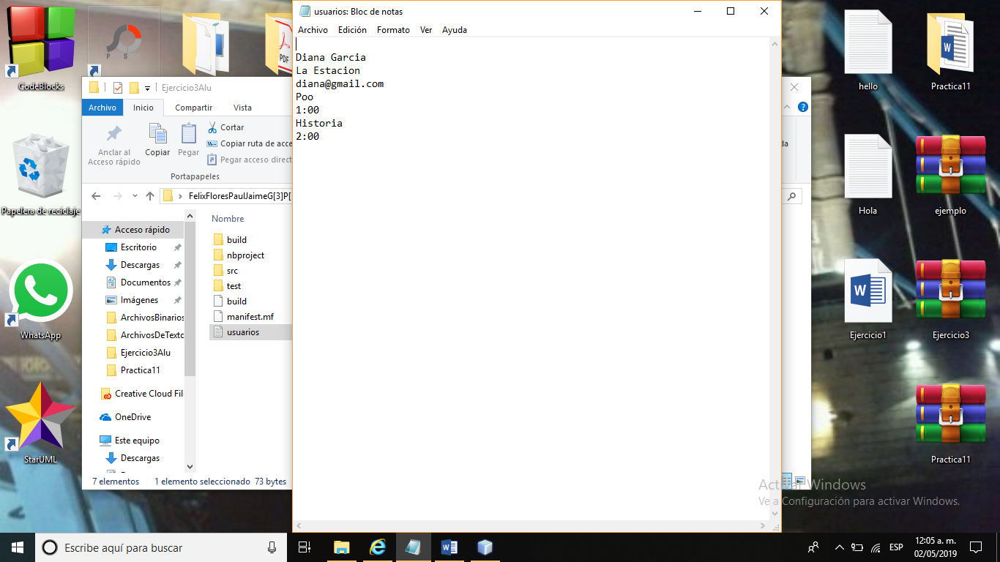 usuarios: Bloc de notas
Archivo Edición Formato Ver Ayuda
Diana Garcia
La Estacion
diana@gmail.com
Poo
1:00
Historia
2:00
Ejercicio3Alu
Archivo Inicio Compartir Vista
Anclar al
Acceso rápido
Copiar
Pegar
Cortar
Copiar ruta de acce
Pegar acceso direct
Portapapeles
FelixFloresPaulJaimeG[3]P[
Nombre
Acceso rápido
Escritorio
Descargas
Documentos
Imágenes
ArchivosBinarios
ArchivosDeTexto
Ejercicio3Alu
Practica11
Creative Cloud Fil
OneDrive
Este equipo
Descargas
build
nbproject
src
test
build
manifest.mf
usuarios
7 elementos 1 elemento seleccionado 73 bytes
CodeBlocks
Papelera de reciclaje
WhatsApp
StarUML
PDF
hello
Practica11
Hola
ejemplo
Ejercicio1
Ejercicio3
Practica11
Activar Windows
Ve a Configuración para activar Windows.
Escribe aquí para buscar
ESP
12:05 a. m.
02/05/2019